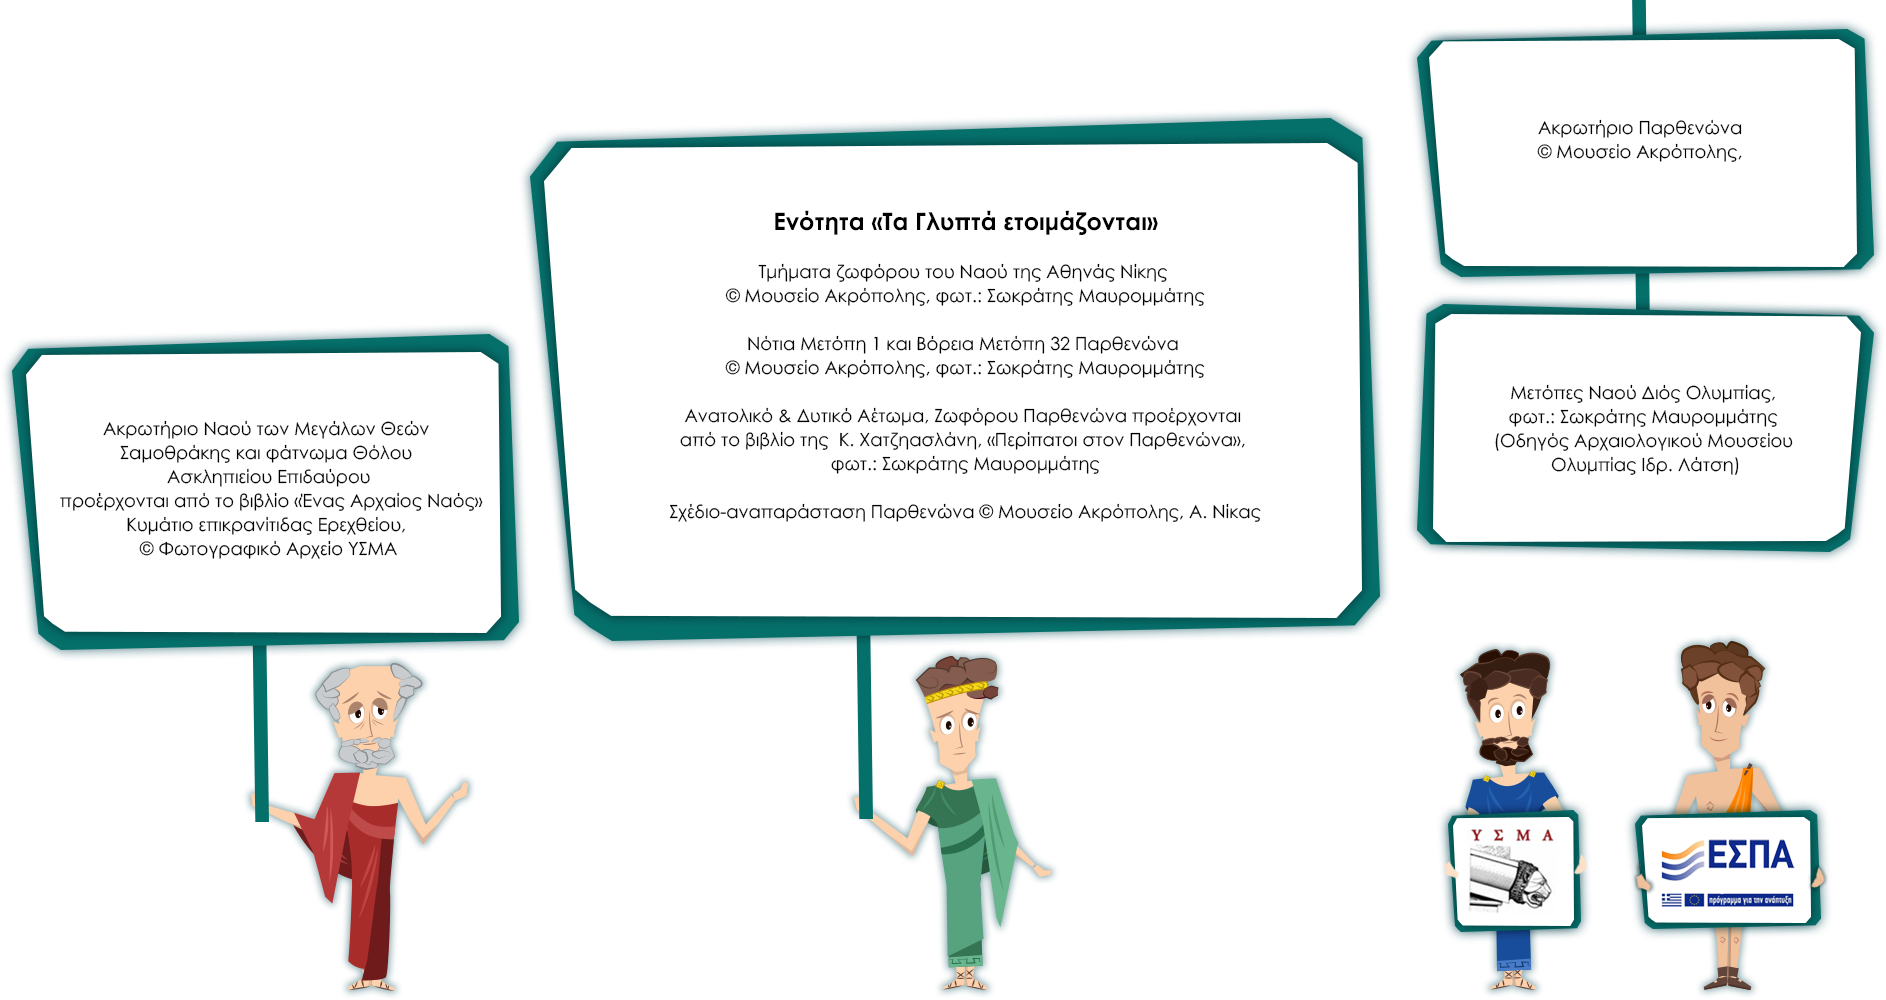 Ακρωτήριο Ναού των Μεγάλων Θεών
Σαμοθράκης και φάτνωμα Θόλου
Ασκληπιείου Επιδαύρου
προέρχονται από το βιβλίο «Ένας Αρχαίος Ναός»
Κυμάτιο επικρανίτιδας Ερεχθείου,
© Φωτογραφικό Αρχείο ΥΣΜΑ
Ενότητα «Τα Γλυπτά ετοιμάζονται»
Τμήματα ζωφόρου του Ναού της Αθηνάς Νίκης
© Μουσείο Ακρόπολης, φωτ.: Σωκράτης Μαυρομμάτης
Νότια Μετόπη 1 και Βόρεια Μετόπη 32 Παρθενώνα
© Μουσείο Ακρόπολης, φωτ.: Σωκράτης Μαυρομμάτης
Ανατολικό & Δυτικό Αέτωμα, Ζωφόρου Παρθενώνα προέρχονται
από το βιβλίο της Κ. Χατζηασλάνη, «Περίπατοι στον Παρθενώνα»,
φωτ.: Σωκράτης Μαυρομμάτης
Σχέδιο-αναπαράσταση Παρθενώνα © Μουσείο Ακρόπολης, Α. Νίκας
Ακρωτήριο Παρθενώνα
© Μουσείο Ακρόπολης,
Μετόπες Ναού Διός Ολυμπίας,
φωτ.: Σωκράτης Μαυρομμάτης
(Οδηγός Αρχαιολογικού Μουσείου
Ολυμπίας Ιδρ. Λάτση)
Υ Σ Μ Α
ΕΣΠΑ
πρόγραμμα για την ανάπτυξη